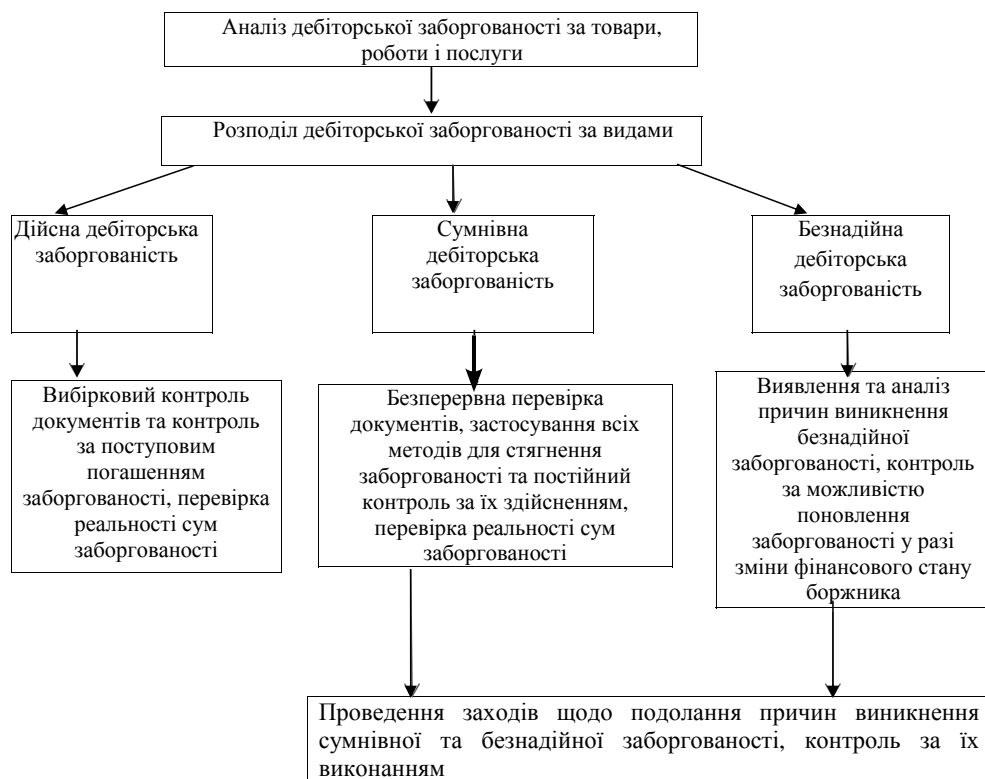 Аналіз дебіторської заборгованості за товари,
роботи і послуги
Розподіл дебіторської заборгованості за видами
Дійсна дебіторська
заборгованість
Сумнівна
дебіторська
заборгованість
Безнадійна
дебіторська
заборгованість
Вибірковий контроль
документів та контроль
за поступовим
погашенням
заборгованості, перевірка
реальності сум
заборгованості
Безперервна перевірка
документів, застосування всіх
методів для стягнення
заборгованості та постійний
контроль за їх здійсненням,
перевірка реальності сум
заборгованості
Виявлення та аналіз
причин виникнення
безнадійної
заборгованості, контроль
за можливістю
поновлення
заборгованості у разі
зміни фінансового стану
боржника
Проведення заходів щодо подолання причин виникнення
сумнівної та безнадійної заборгованості, контроль за їх
виконанням